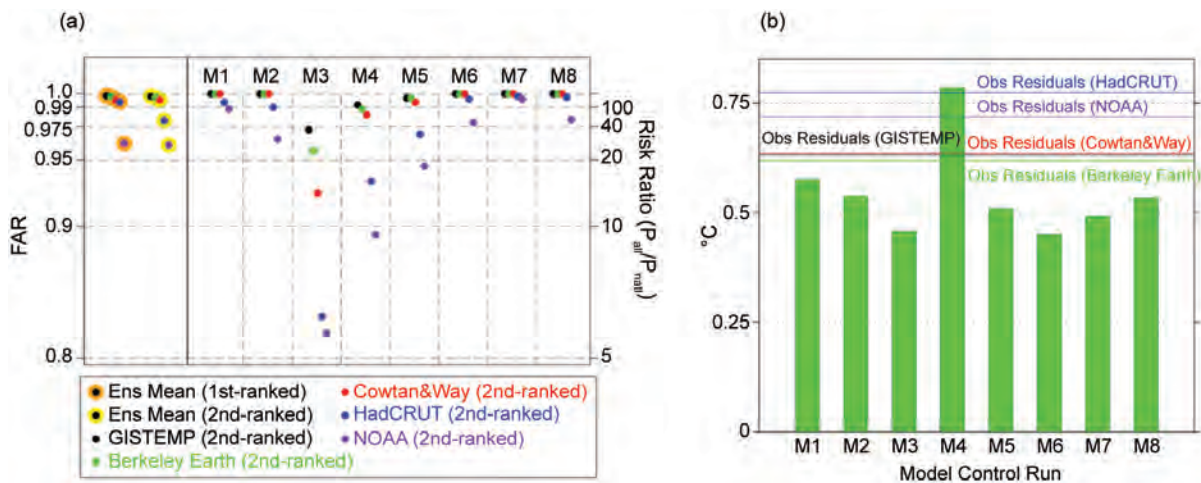 (a)
M1 M2 M3 M4 M5 M6 M7 M8
1.0
0.99
0.975
0.95
0.9
0.8
FAR
100
40
20
10
5
Risk Ratio (P all/P natl)
Ens Mean (1st-ranked)
Ens Mean (2nd-ranked)
GISTEMP (2nd-ranked)
Berkeley Earth (2nd-ranked)
Cowtan&Way (2nd-ranked)
HadCRUT (2nd-ranked)
NOAA (2nd-ranked)
(b)
Obs Residuals (HadCRUT)
Obs Residuals (NOAA)
Obs Residuals (GISTEMP)
Obs Residuals (Cowtan&Way)
Obs Residuals (Berkeley Earth)
0.75
0.5
0.25
0
°C
M1 M2 M3 M4 M5 M6 M7 M8
Model Control Run